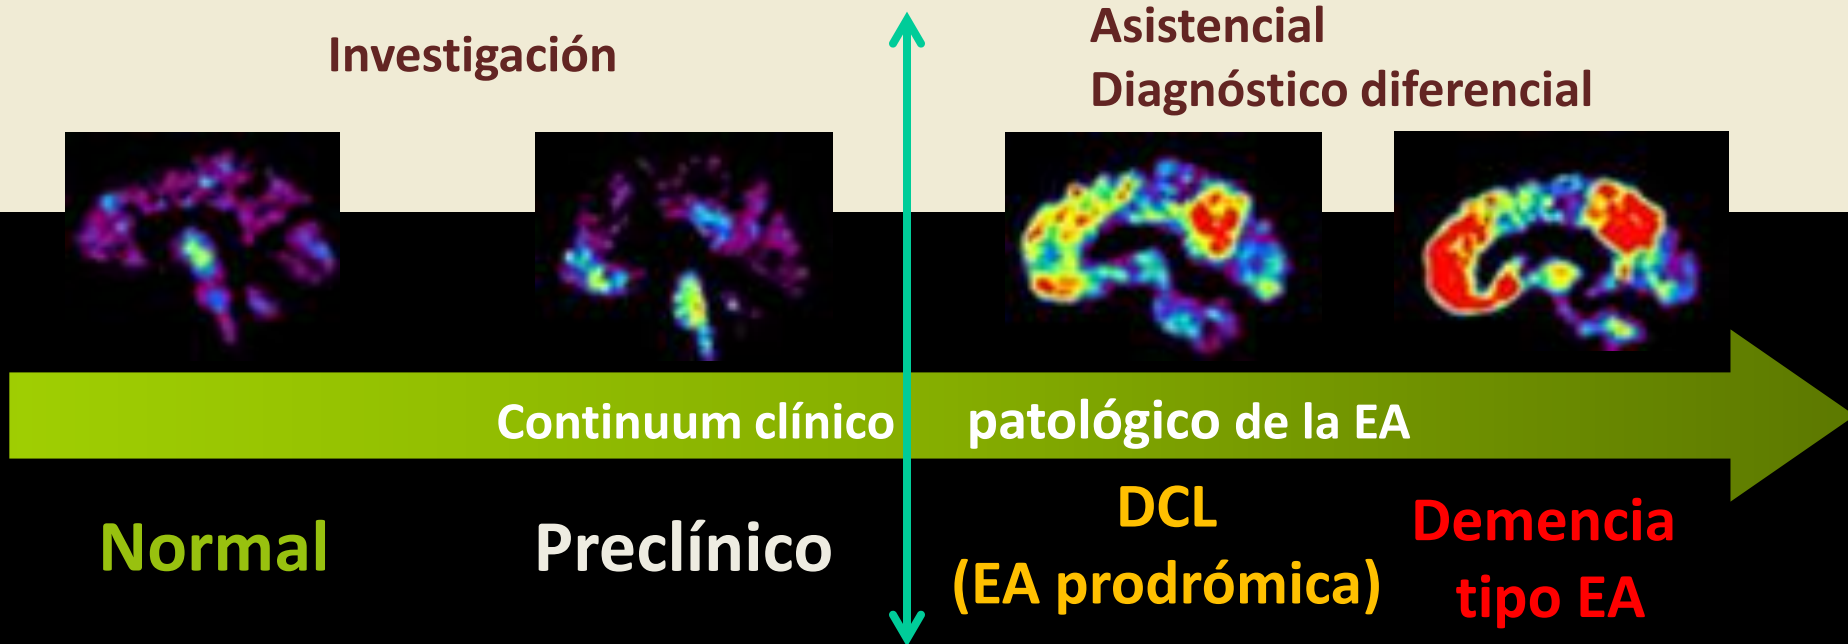 Investigación
Asistencial
Diagnóstico diferencial
Continuum clínico patológico de la EA
Normal
Preclínico
DCL
(EA prodrómica)
Demencia
tipo EA